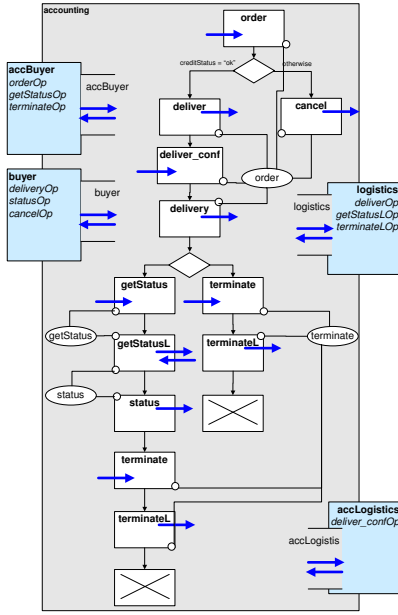 accounting
order
creditStatus = "ok"
otherwise
accBuyer
orderOp
getStatusOp
terminateOp
accBuyer
deliver
cancel
deliver_conf
order
buyer
deliveryOp
statusOp
cancelOp
buyer
delivery
logistics
deliverOp
getStatusLOp
terminateLOp
logistics
getStatus
terminate
getStatus
getStatusL
terminateL
terminate
status
status
terminate
terminateL
accLogistics
deliver_confOp
accLogistis